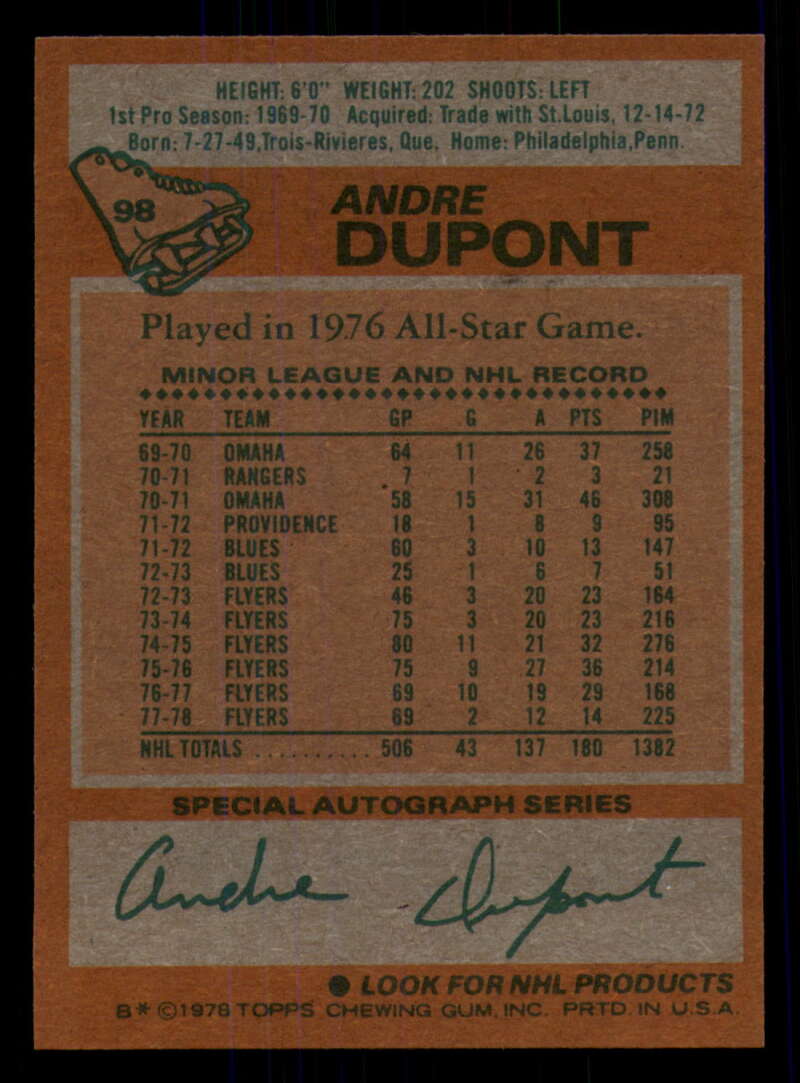 HEIGHT: 6'0" WEIGHT: 202 SHOOTS: LEFT
1st Pro Season: 1969-70 Acquired: Trade with St.Louis, 12-14-72
Born: 7-27-49,Trois-Rivieres, Que. Home: Philadelphia,Penn.
98
ANDRE
DUPONT
Played in 1976 All-Star Game.
MINOR LEAGUE AND NHL RECORD
YEAR TEAM GP G A PTS PIM
69-70 OMAHA 64 11 26 37 258
70-71 RANGERS 7 1 2 3 21
70-71 OMAHA 58 15 31 46 308
71-72 PROVIDENCE 18 1 8 9 95
71-72 BLUES 60 3 10 13 147
72-73 BLUES 25 1 6 7 51
72-73 FLYERS 46 3 20 23 164
73-74 FLYERS 75 3 20 23 216
74-75 FLYERS 80 11 21 32 276
75-76 FLYERS 75 9 27 36 214
76-77 FLYERS 69 10 19 29 168
77-78 FLYERS 69 2 12 14 225
NHL TOTALS ........... 506 43 137 180 1382
SPECIAL AUTOGRAPH SERIES
Andre Dupont
● LOOK FOR NHL PRODUCTS
B* ©1978 TOPPS CHEWING GUM, INC. PRTD. IN U.S.A.